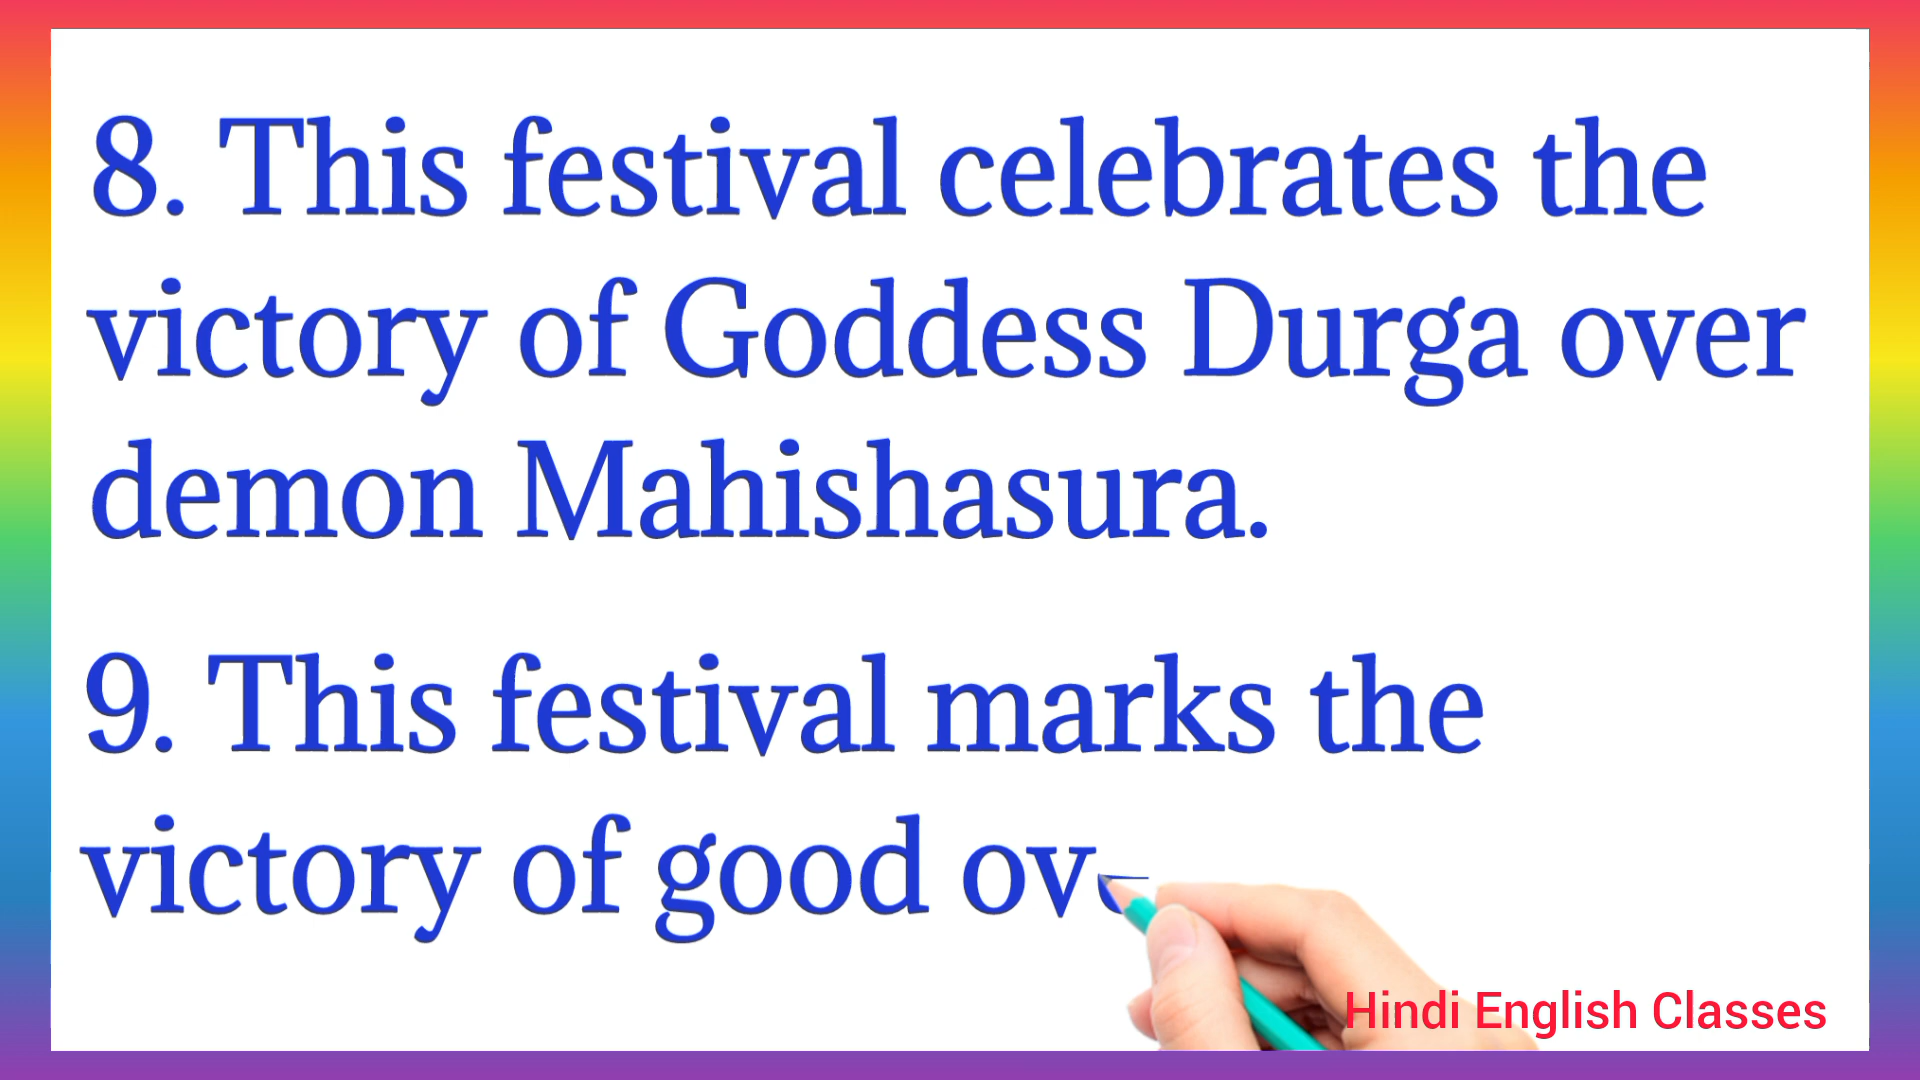 8. This festival celebrates the
victory of Goddess Durga over
demon Mahishasura.
9. This festival marks the
victory of good
Hindi English Classes